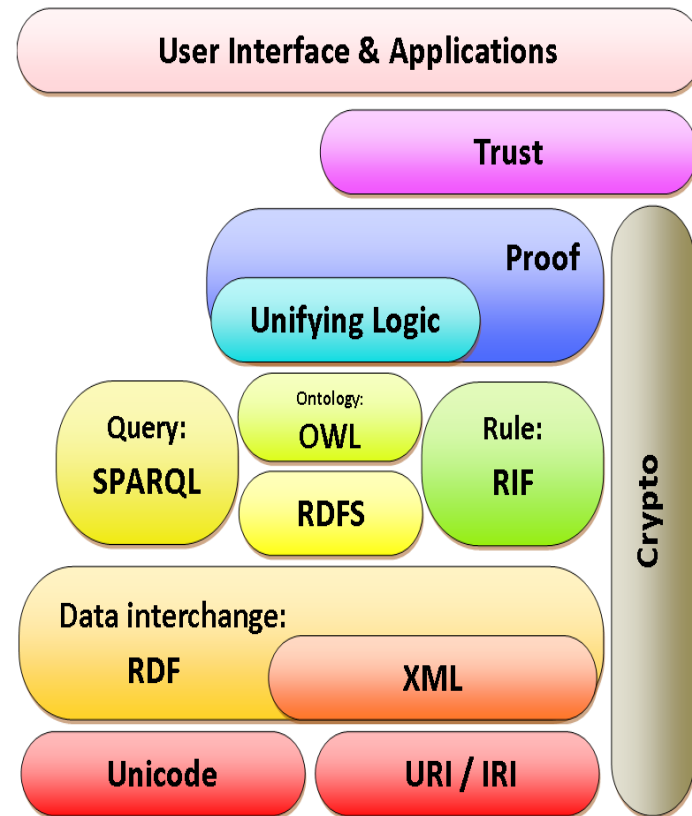 User Interface & Applications
Trust
Proof
Unifying Logic
Query:
SPARQL
Ontology:
OWL
RDFS
Rule:
RIF
Crypto
Data interchange:
RDF
XML
Unicode
URI / IRI